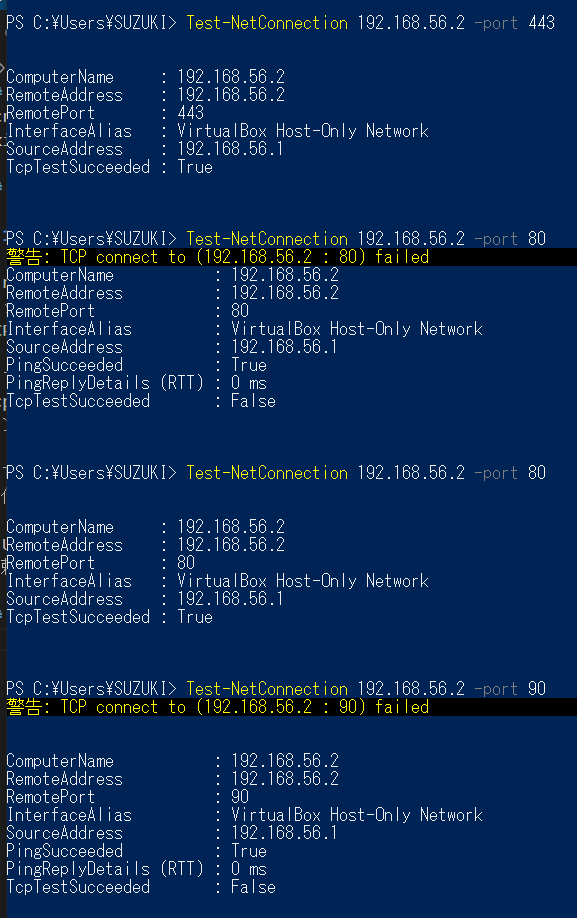 PS C:¥Users¥SUZUKI> Test-NetConnection 192.168.56.2 -port 443
ComputerName     : 192.168.56.2
RemoteAddress    : 192.168.56.2
RemotePort       : 443
InterfaceAlias   : VirtualBox Host-Only Network
SourceAddress    : 192.168.56.1
TcpTestSucceeded : True
PS C:¥Users¥SUZUKI> Test-NetConnection 192.168.56.2 -port 80
警告: TCP connect to (192.168.56.2 : 80) failed
ComputerName           : 192.168.56.2
RemoteAddress          : 192.168.56.2
RemotePort             : 80
InterfaceAlias         : VirtualBox Host-Only Network
SourceAddress          : 192.168.56.1
PingSucceeded          : True
PingReplyDetails (RTT) : 0 ms
TcpTestSucceeded       : False
PS C:¥Users¥SUZUKI> Test-NetConnection 192.168.56.2 -port 80
ComputerName     : 192.168.56.2
RemoteAddress    : 192.168.56.2
RemotePort       : 80
InterfaceAlias   : VirtualBox Host-Only Network
SourceAddress    : 192.168.56.1
TcpTestSucceeded : True
PS C:¥Users¥SUZUKI> Test-NetConnection 192.168.56.2 -port 90
警告: TCP connect to (192.168.56.2 : 90) failed
ComputerName           : 192.168.56.2
RemoteAddress          : 192.168.56.2
RemotePort             : 90
InterfaceAlias         : VirtualBox Host-Only Network
SourceAddress          : 192.168.56.1
PingSucceeded          : True
PingReplyDetails (RTT) : 0 ms
TcpTestSucceeded       : False